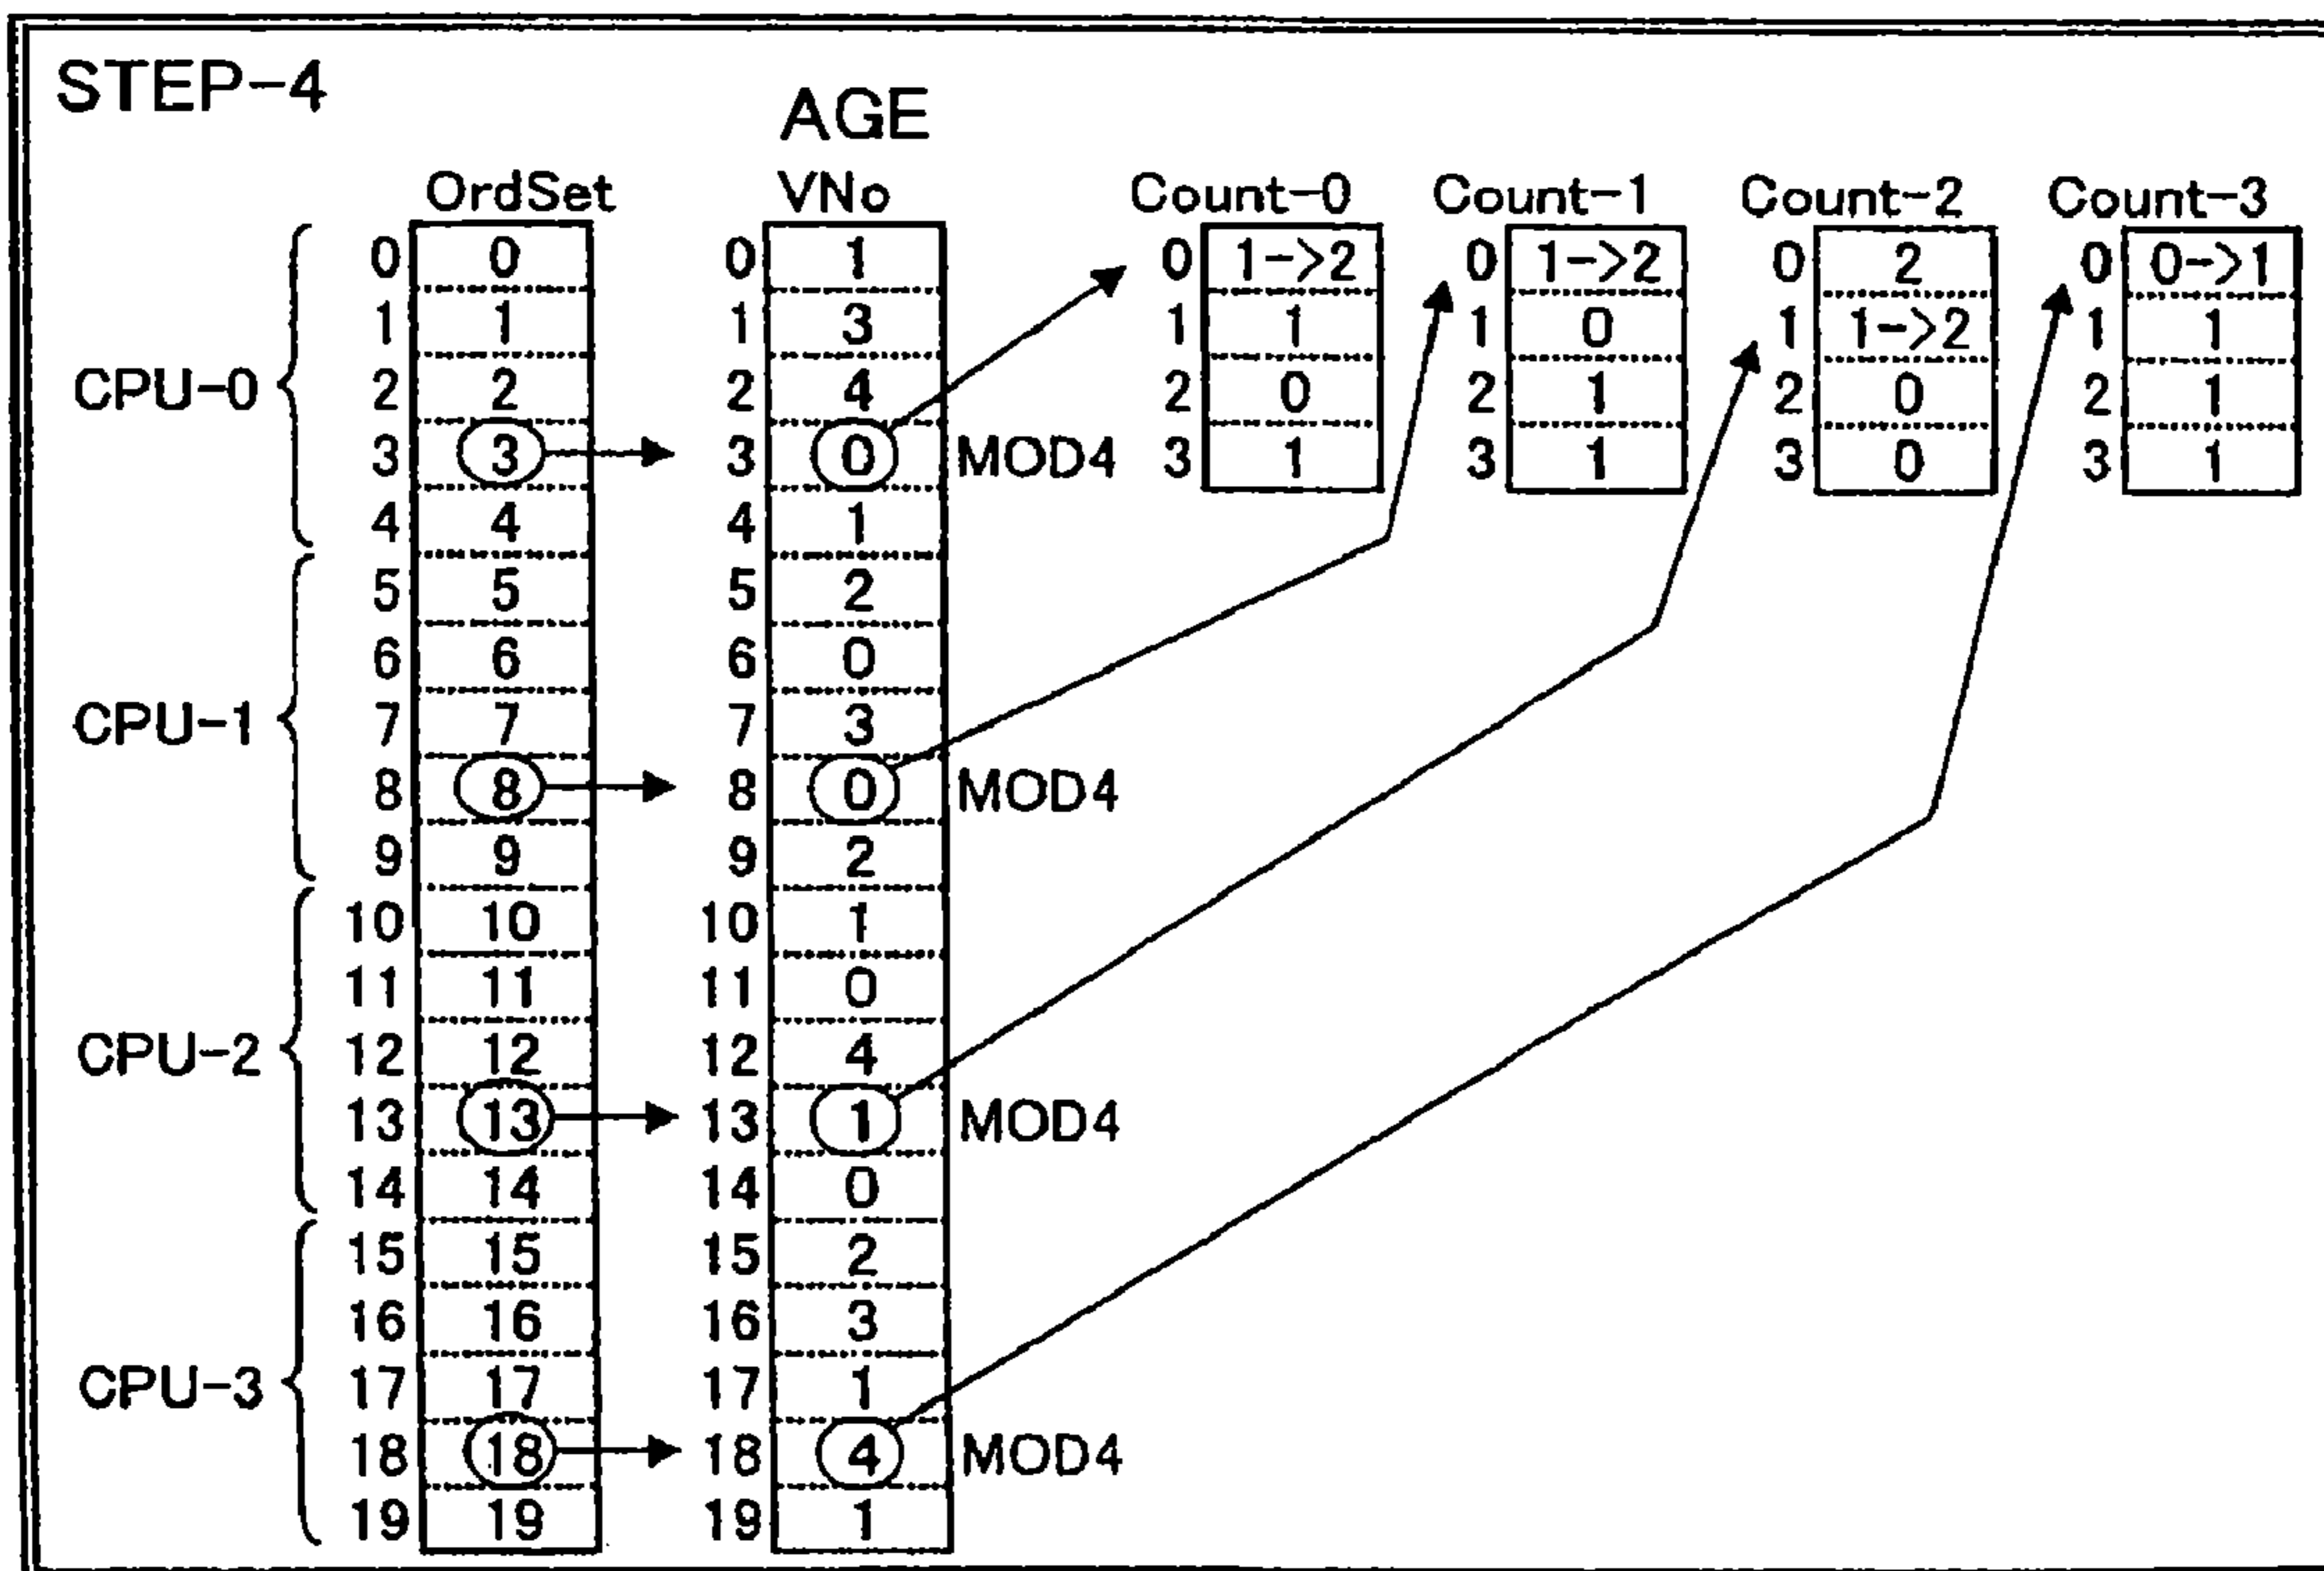 STEP-4
AGE
OrdSet VNo Count-0 Count-1 Count-2 Count-3
0 0 0 1 0 1->2 0 1->2 0 2 0 0->1
1 1 1 3 1 1 1 0 1 1->2 1 1
CPU-0 2 2 2 4 2 0 2 1 2 0 2 1
3 3 3 0 MOD4 3 1 3 1 3 0 3 1
4 4 4 1
5 5 5 2
6 6 6 0
CPU-1 7 7 7 3
8 8 8 0 MOD4
9 9 9 2
10 10 10 1
11 11 11 0
CPU-2 12 12 12 4
13 13 13 1 MOD4
14 14 14 0
15 15 15 2
16 16 16 3
CPU-3 17 17 17 1
18 18 18 4 MOD4
19 19 19 1